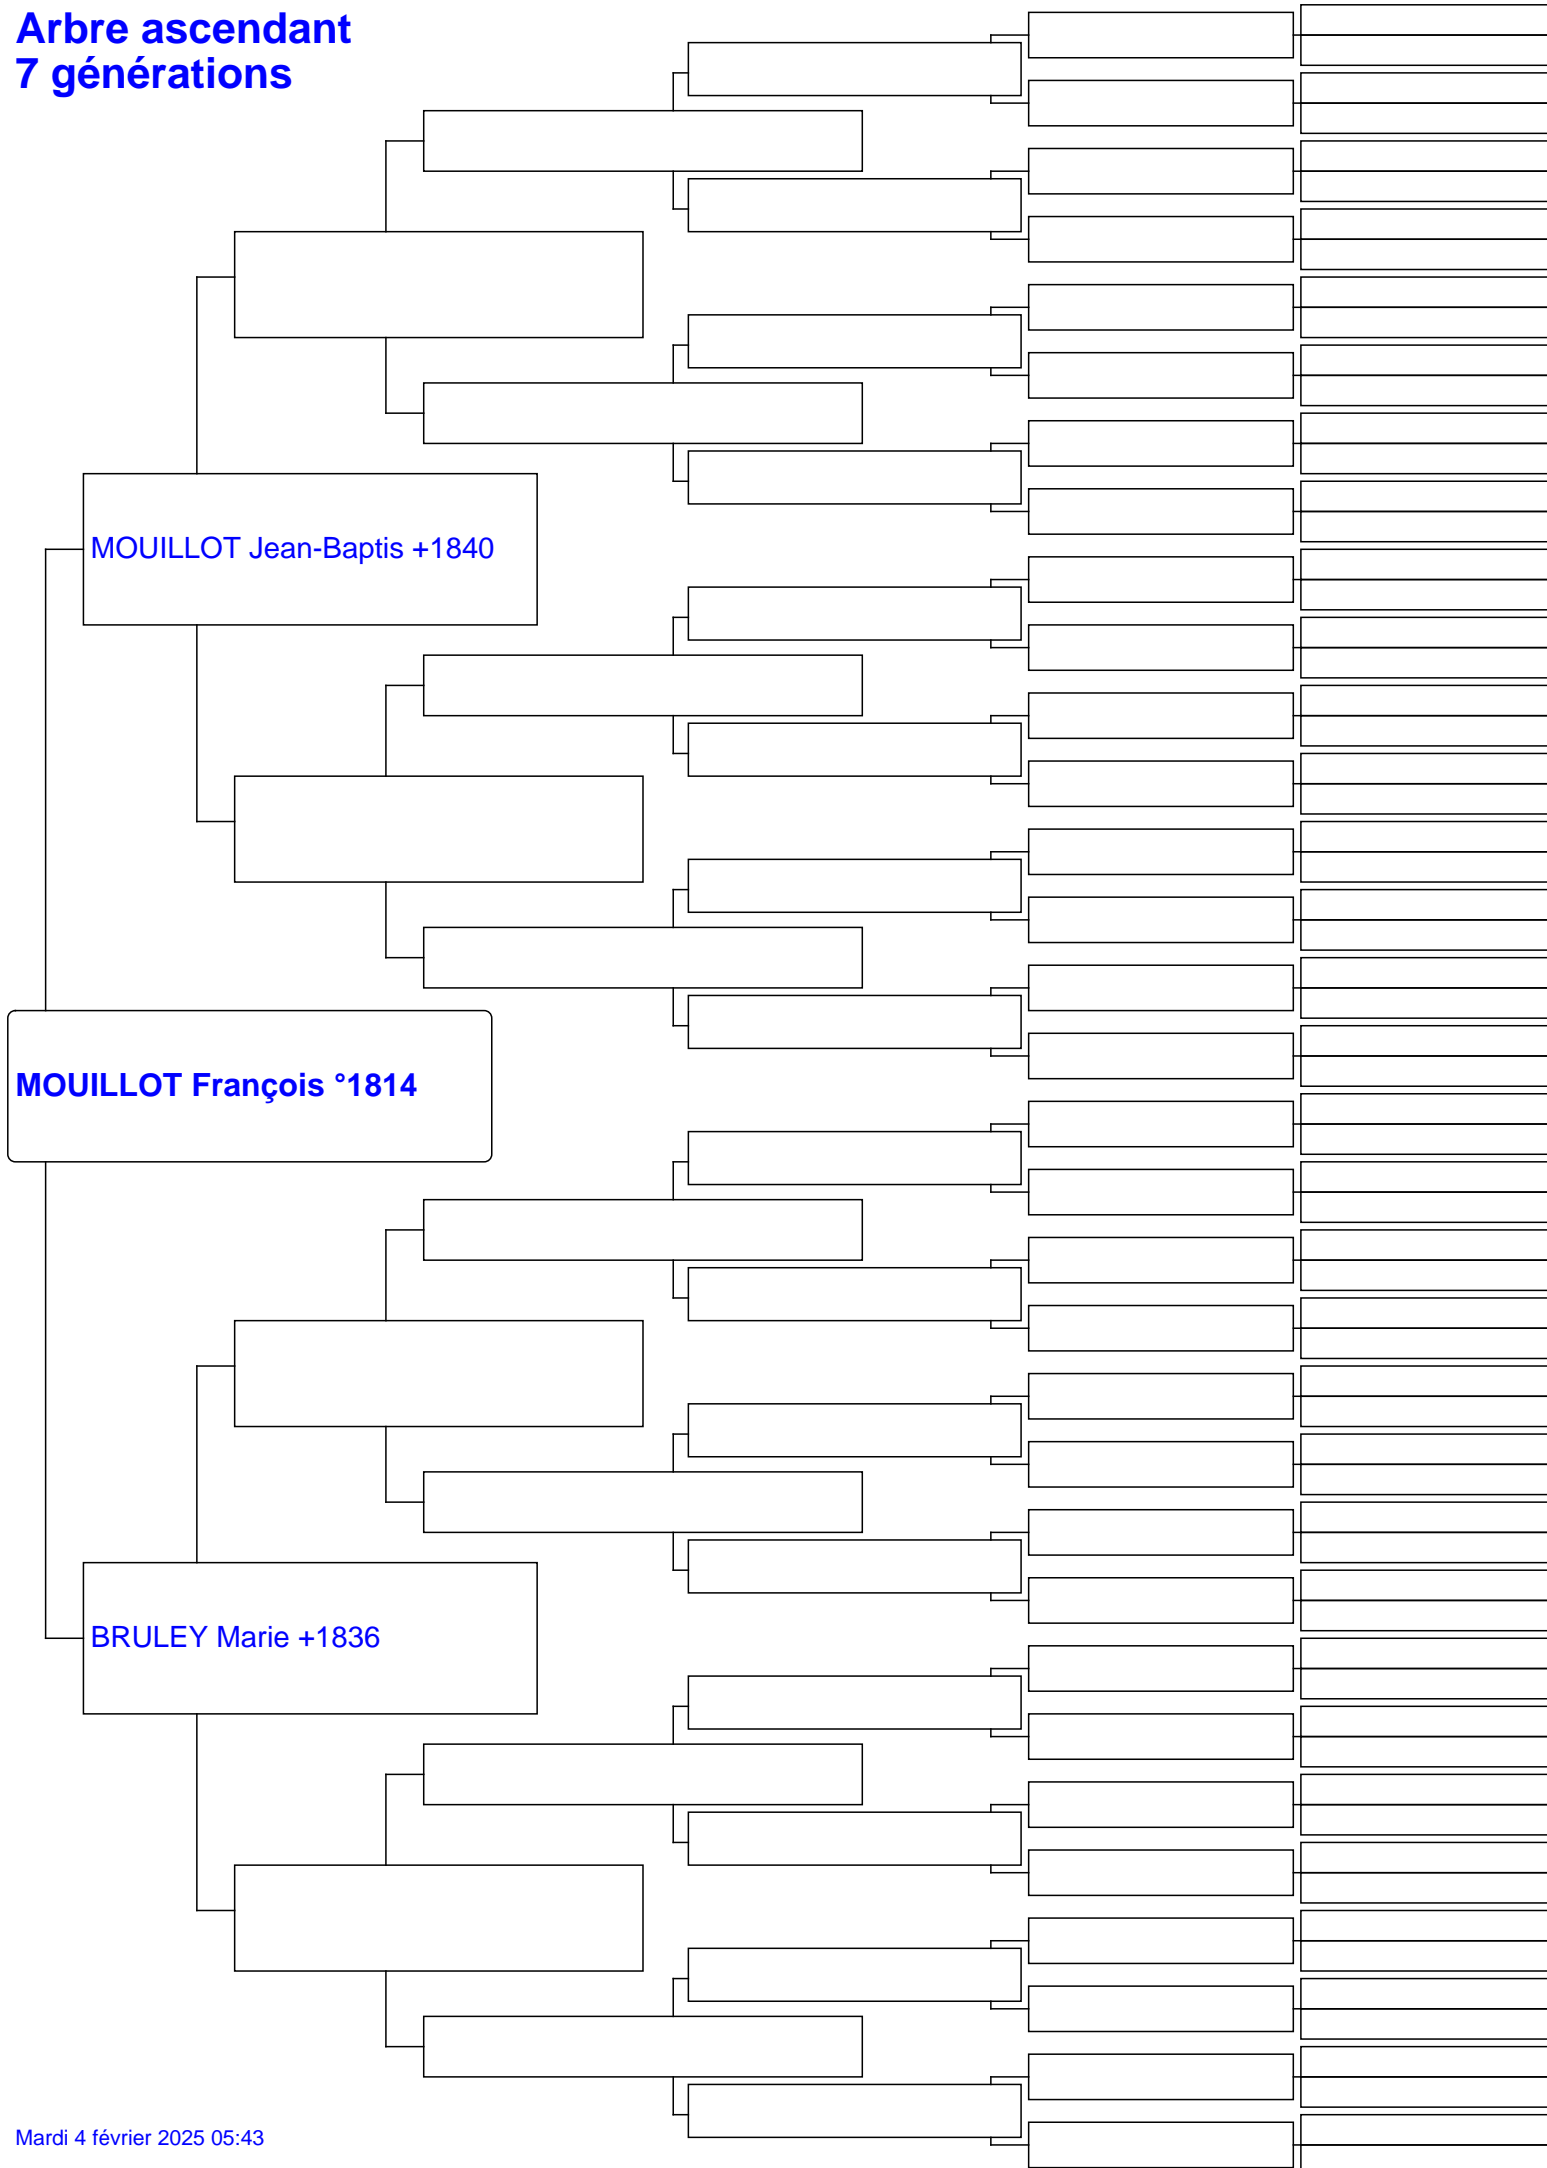 Arbre ascendant
7 générations
MOUILLOT Jean-Baptis +1840
MOUILLOT François °1814
BRULEY Marie +1836
Mardi 4 février 2025 05:43